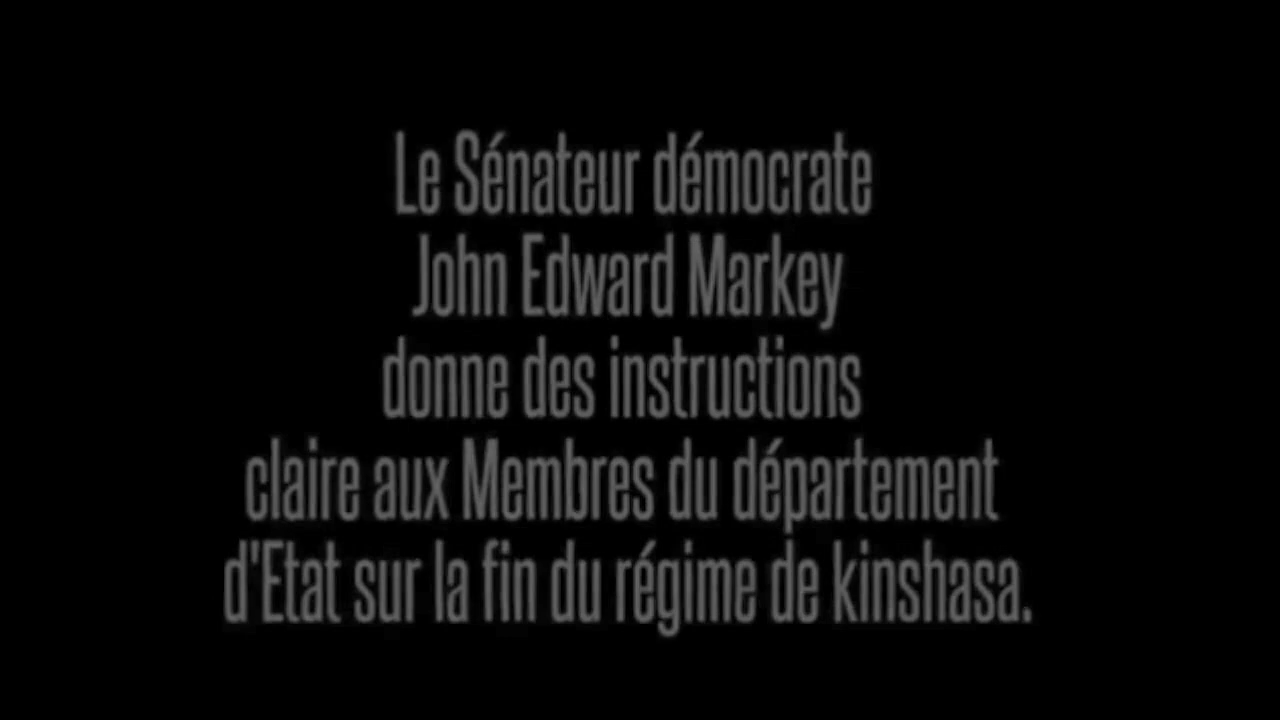 Le Sénateur démocrate
John Edward Markey
donne des instructions
claire aux Membres du département
d'Etat sur la fin du régime de kinshasa.